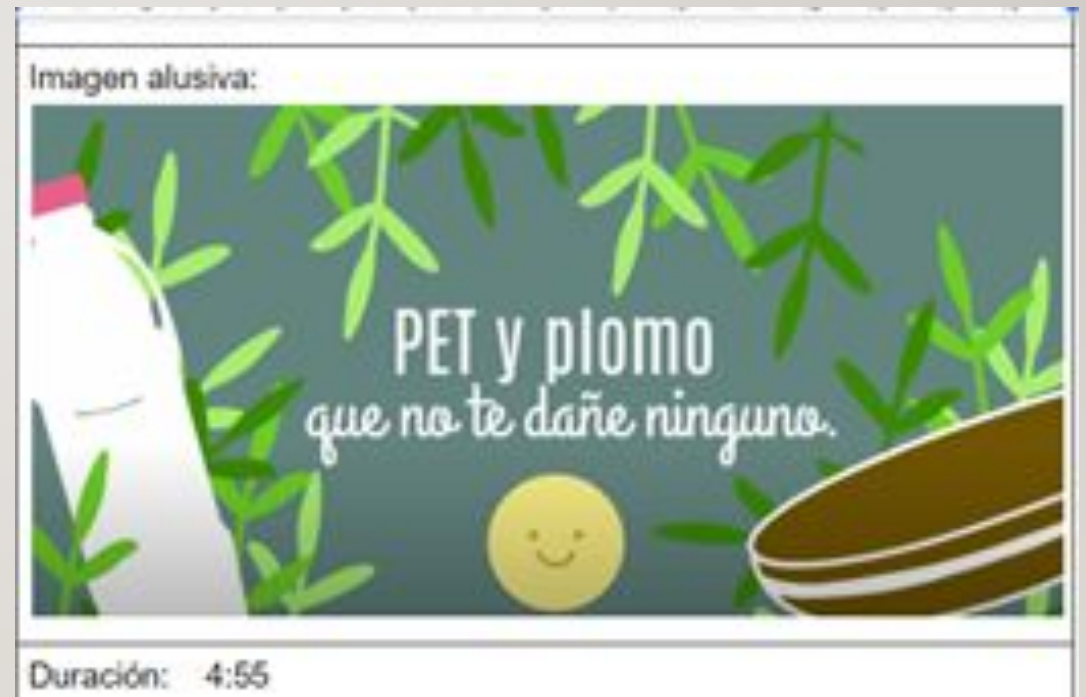 Imagen alusiva:
PET y plomo
que no te dañe ninguno.
Duración: 4:55